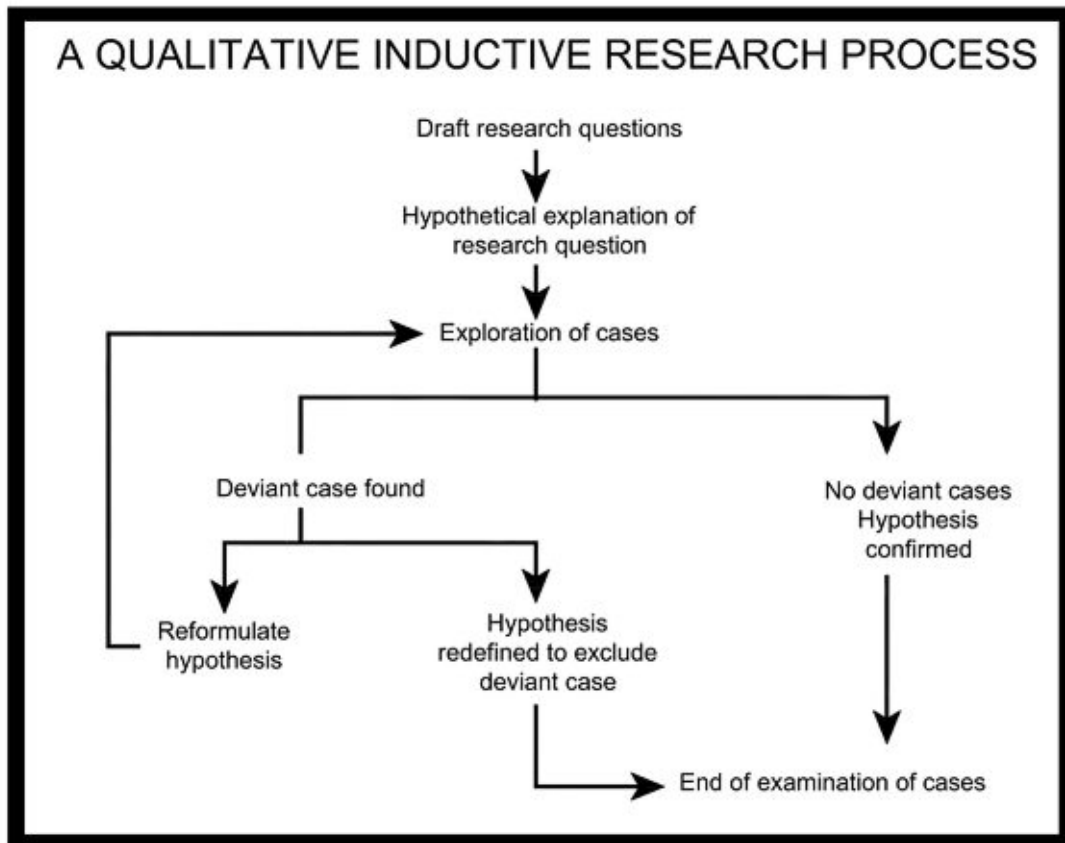 A QUALITATIVE INDUCTIVE RESEARCH PROCESS
Draft research questions
Hypothetical explanation of
research question
Exploration of cases
Deviant case found
No deviant cases
Hypothesis
confirmed
Reformulate
hypothesis
Hypothesis
redefined to exclude
deviant case
End of examination of cases